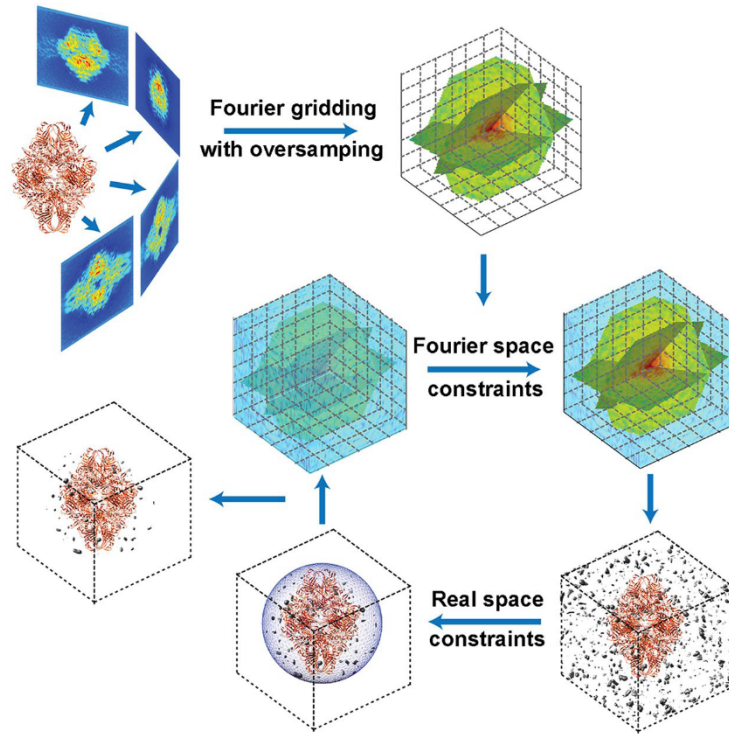 Fourier gridding
with oversamping
Fourier space
constraints
Real space
constraints